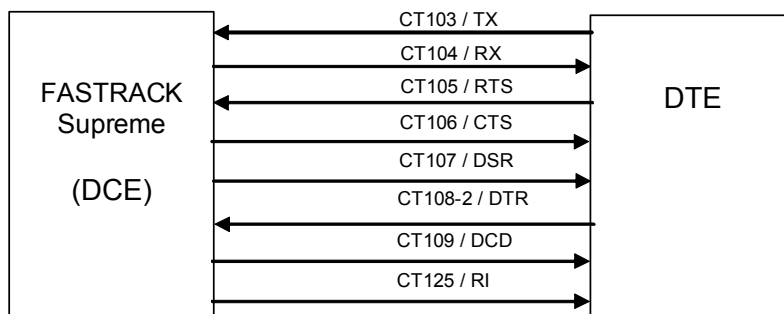 CT103 / TX
CT104 / RX
CT105 / RTS
CT106 / CTS
CT107 / DSR
CT108-2 / DTR
CT109 / DCD
CT125 / RI
FASTRACK
Supreme
(DCE)
DTE